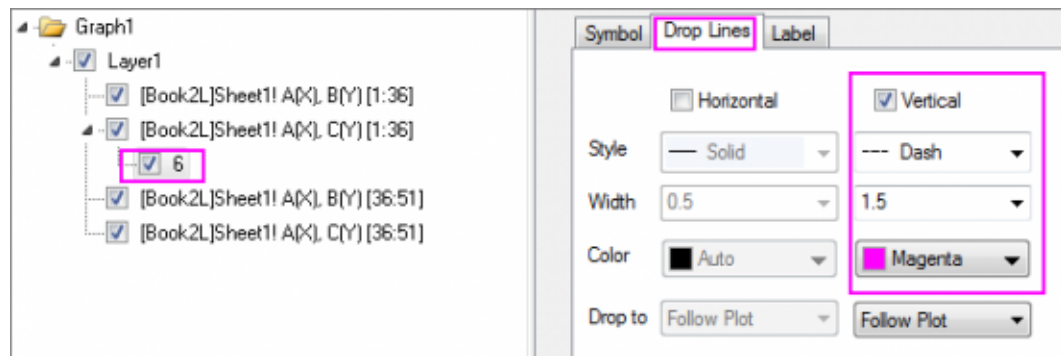 Graph1
Layer1
[Book2L]Sheet1! A(X), B(Y) [1:36]
[Book2L]Sheet1! A(X), C(Y) [1:36]
6
[Book2L]Sheet1! A(X), B(Y) [36:51]
[Book2L]Sheet1! A(X), C(Y) [36:51]
Symbol Drop Lines Label
Horizontal Vertical
Style Solid Dash
Width 0.5 1.5
Color Auto Magenta
Drop to Follow Plot Follow Plot